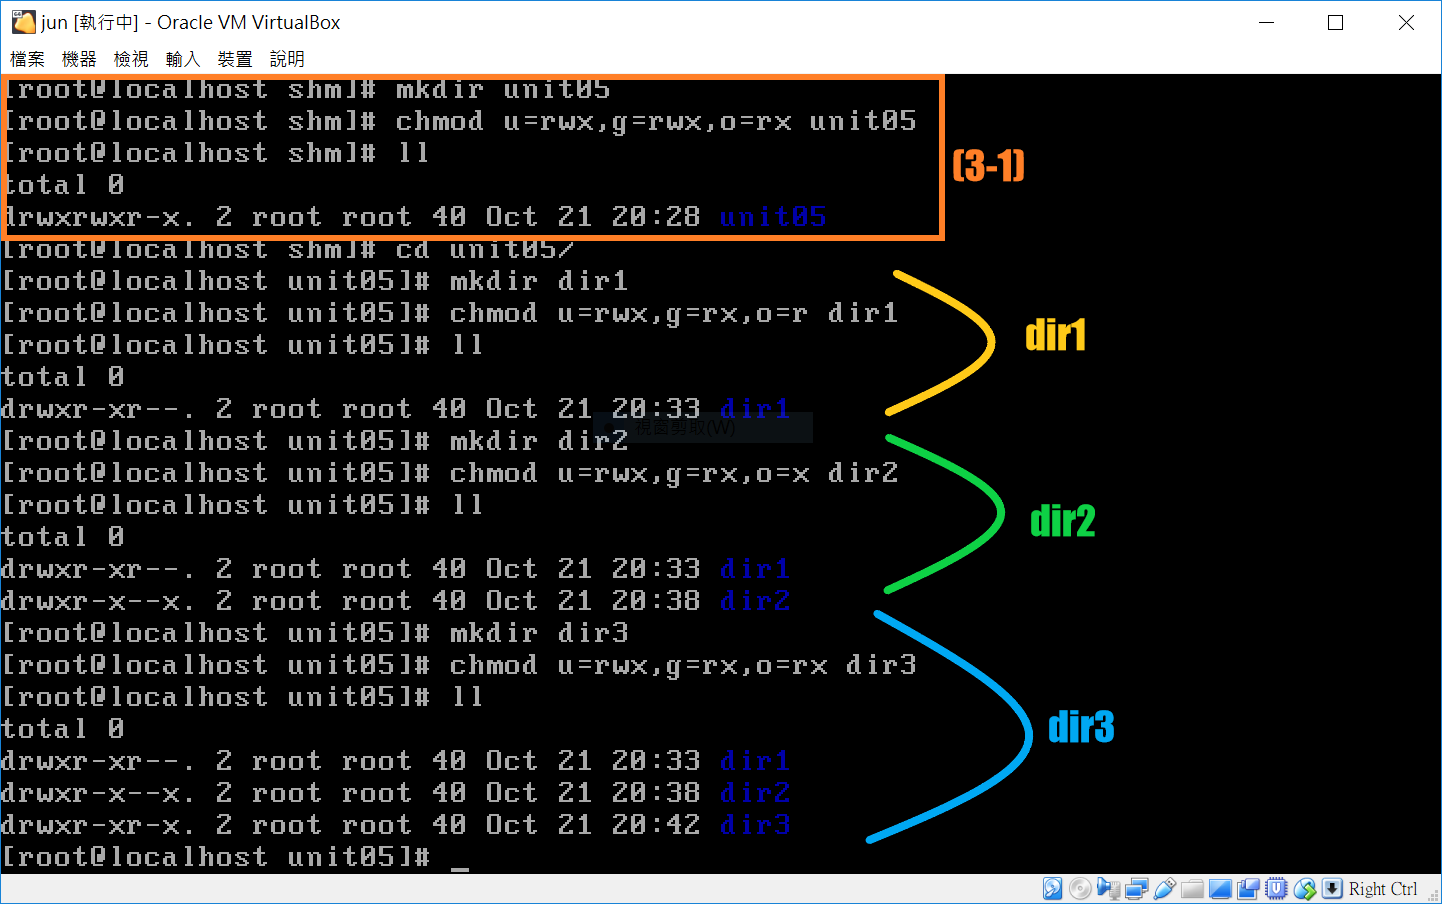 jun [執行中] - Oracle VM VirtualBox
檔案 機器 檢視 輸入 裝置 說明
[root@localhost shm]# mkdir unit05
[root@localhost shm]# chmod u=rwx,g=rwx,o=rx unit05
[root@localhost shm]# ll
total 0
drwxrwxr-x. 2 root root 40 Oct 21 20:28 unit05
(3-1)
[root@localhost shm]# cd unit05/
[root@localhost unit05]# mkdir dir1
[root@localhost unit05]# chmod u=rwx,g=rx,o=r dir1
[root@localhost unit05]# ll
total 0
drwxr-xr--. 2 root root 40 Oct 21 20:33 dir1
dir1
視窗剪取(W)
[root@localhost unit05]# mkdir dir2
[root@localhost unit05]# chmod u=rwx,g=rx,o=x dir2
[root@localhost unit05]# ll
total 0
drwxr-xr--. 2 root root 40 Oct 21 20:33 dir1
drwxr-x--x. 2 root root 40 Oct 21 20:38 dir2
dir2
[root@localhost unit05]# mkdir dir3
[root@localhost unit05]# chmod u=rwx,g=rx,o=rx dir3
[root@localhost unit05]# ll
total 0
drwxr-xr--. 2 root root 40 Oct 21 20:33 dir1
drwxr-x--x. 2 root root 40 Oct 21 20:38 dir2
drwxr-xr-x. 2 root root 40 Oct 21 20:42 dir3
dir3
[root@localhost unit05]# _
Right Ctrl